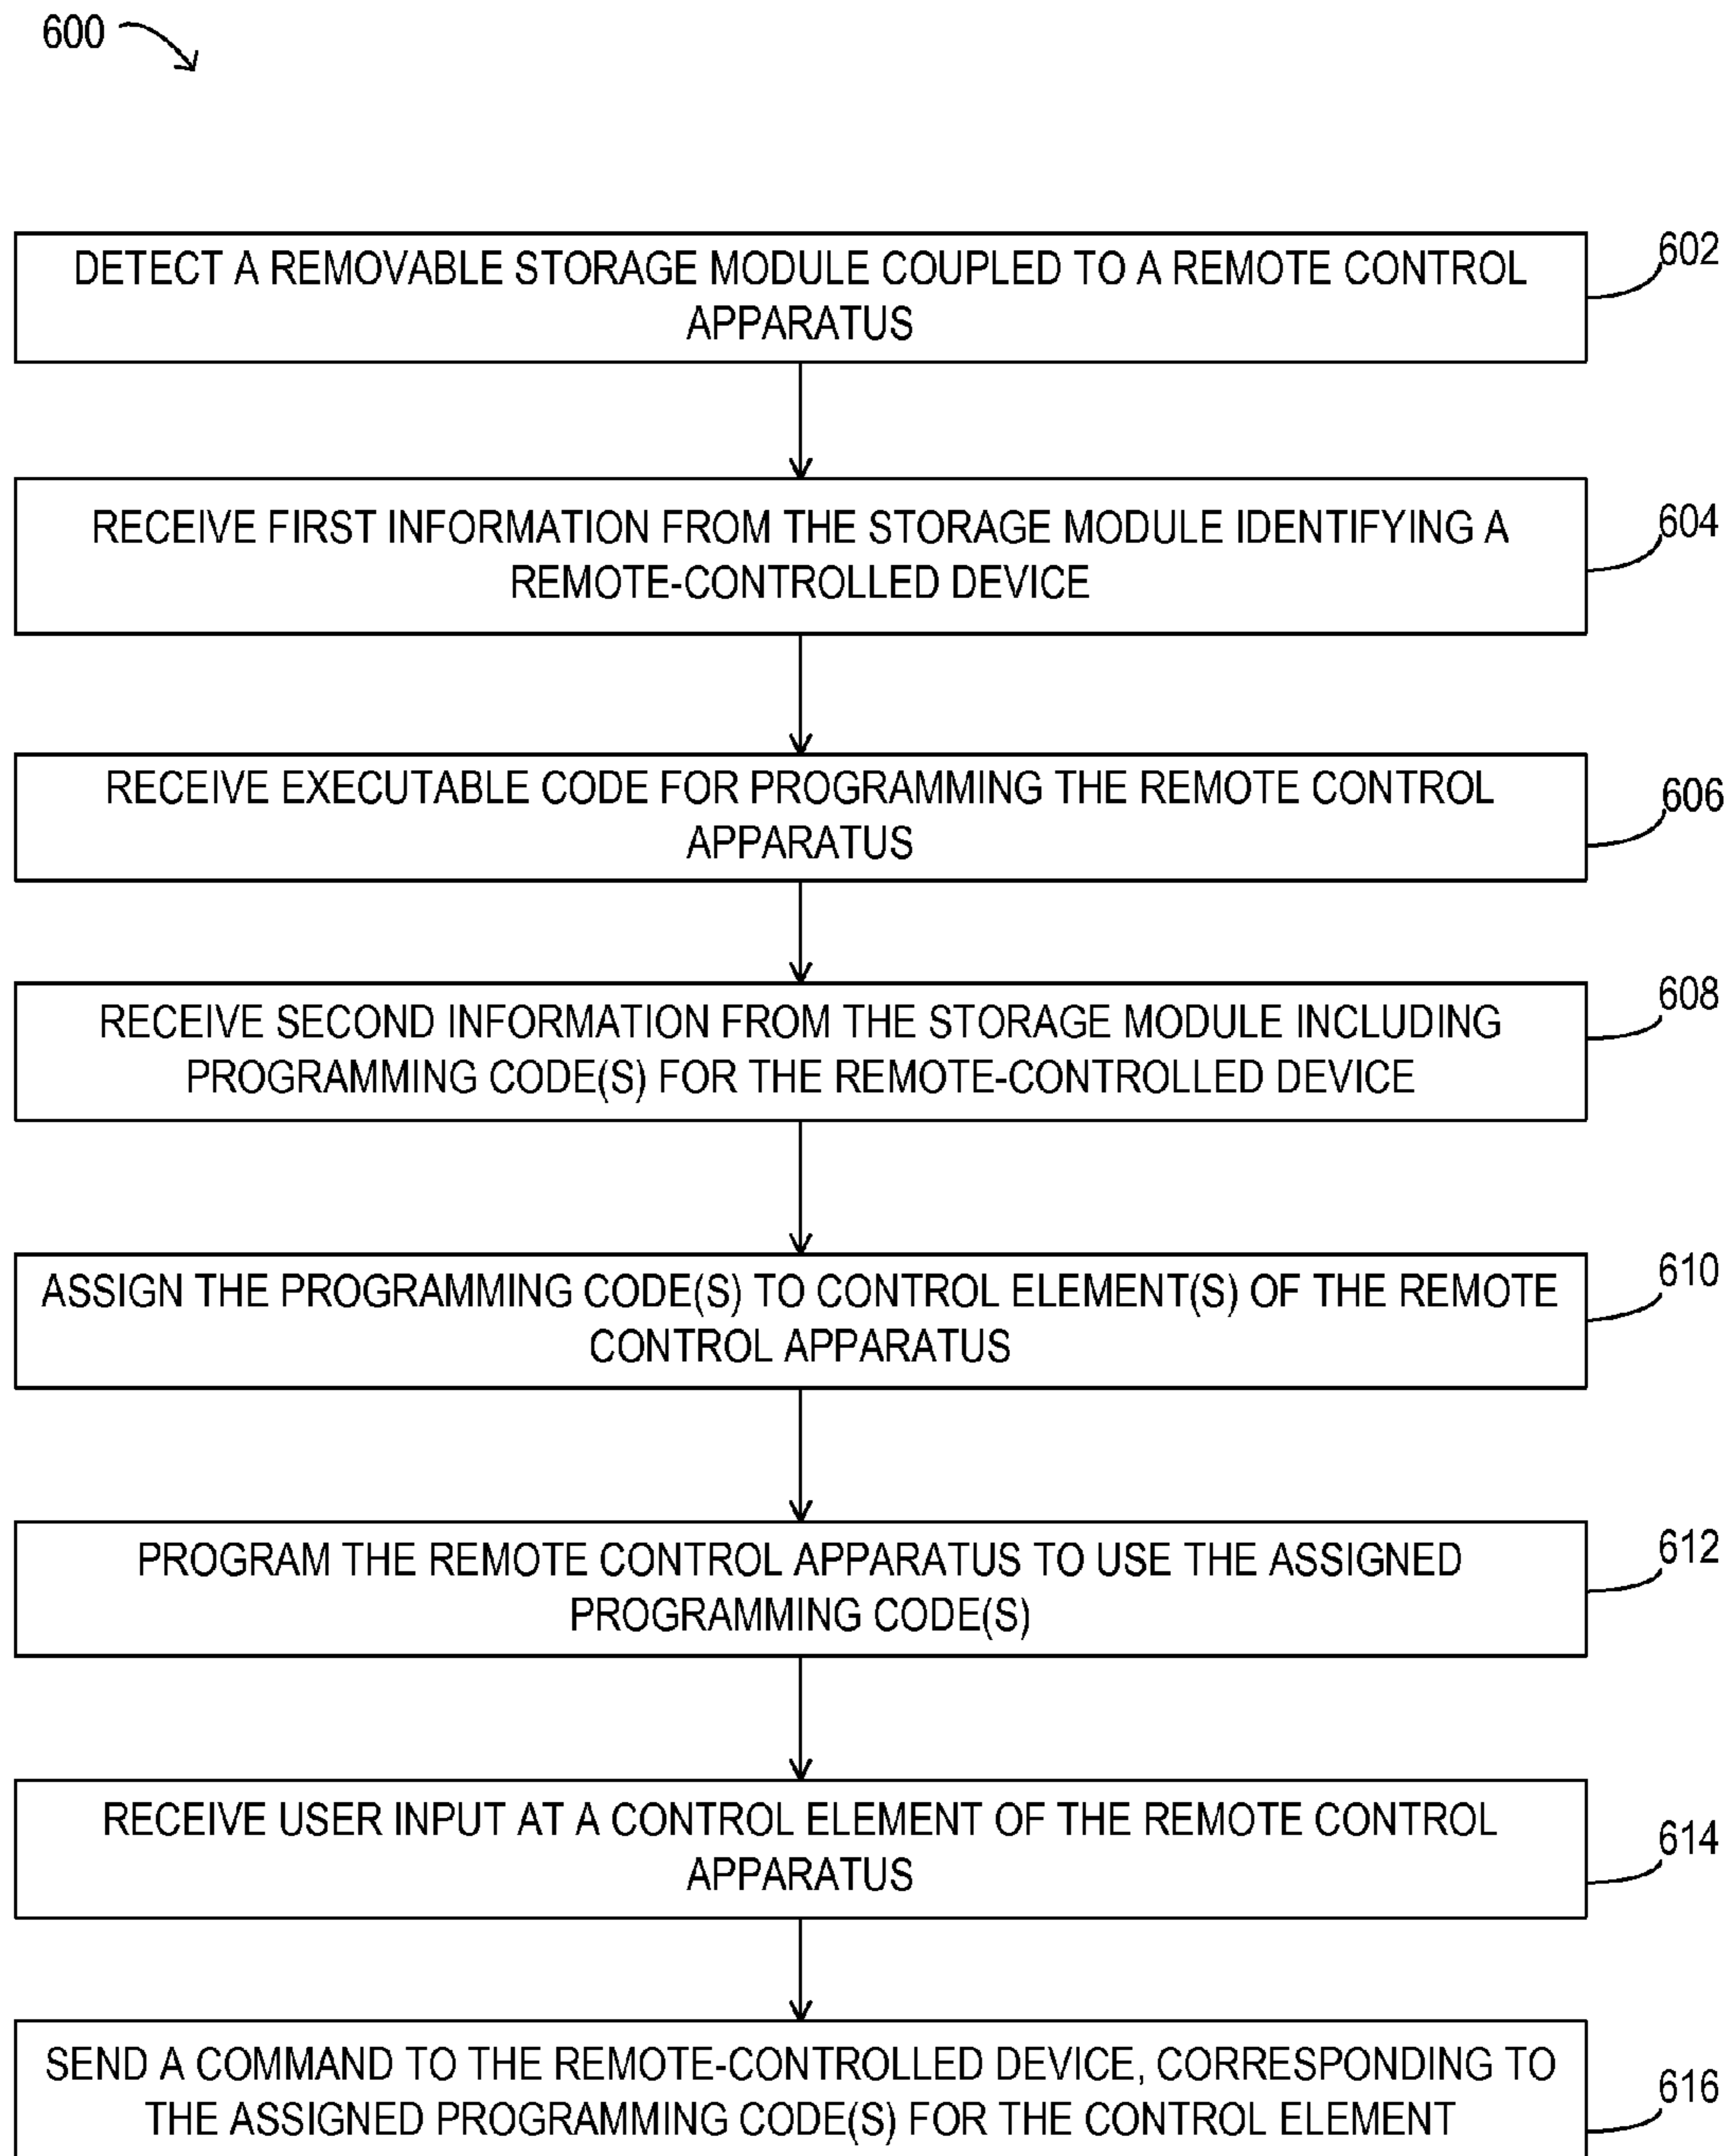 600
DETECT A REMOVABLE STORAGE MODULE COUPLED TO A REMOTE CONTROL
APPARATUS
602
RECEIVE FIRST INFORMATION FROM THE STORAGE MODULE IDENTIFYING A
REMOTE-CONTROLLED DEVICE
604
RECEIVE EXECUTABLE CODE FOR PROGRAMMING THE REMOTE CONTROL
APPARATUS
606
RECEIVE SECOND INFORMATION FROM THE STORAGE MODULE INCLUDING
PROGRAMMING CODE(S) FOR THE REMOTE-CONTROLLED DEVICE
608
ASSIGN THE PROGRAMMING CODE(S) TO CONTROL ELEMENT(S) OF THE REMOTE
CONTROL APPARATUS
610
PROGRAM THE REMOTE CONTROL APPARATUS TO USE THE ASSIGNED
PROGRAMMING CODE(S)
612
RECEIVE USER INPUT AT A CONTROL ELEMENT OF THE REMOTE CONTROL
APPARATUS
614
SEND A COMMAND TO THE REMOTE-CONTROLLED DEVICE, CORRESPONDING TO
THE ASSIGNED PROGRAMMING CODE(S) FOR THE CONTROL ELEMENT
616